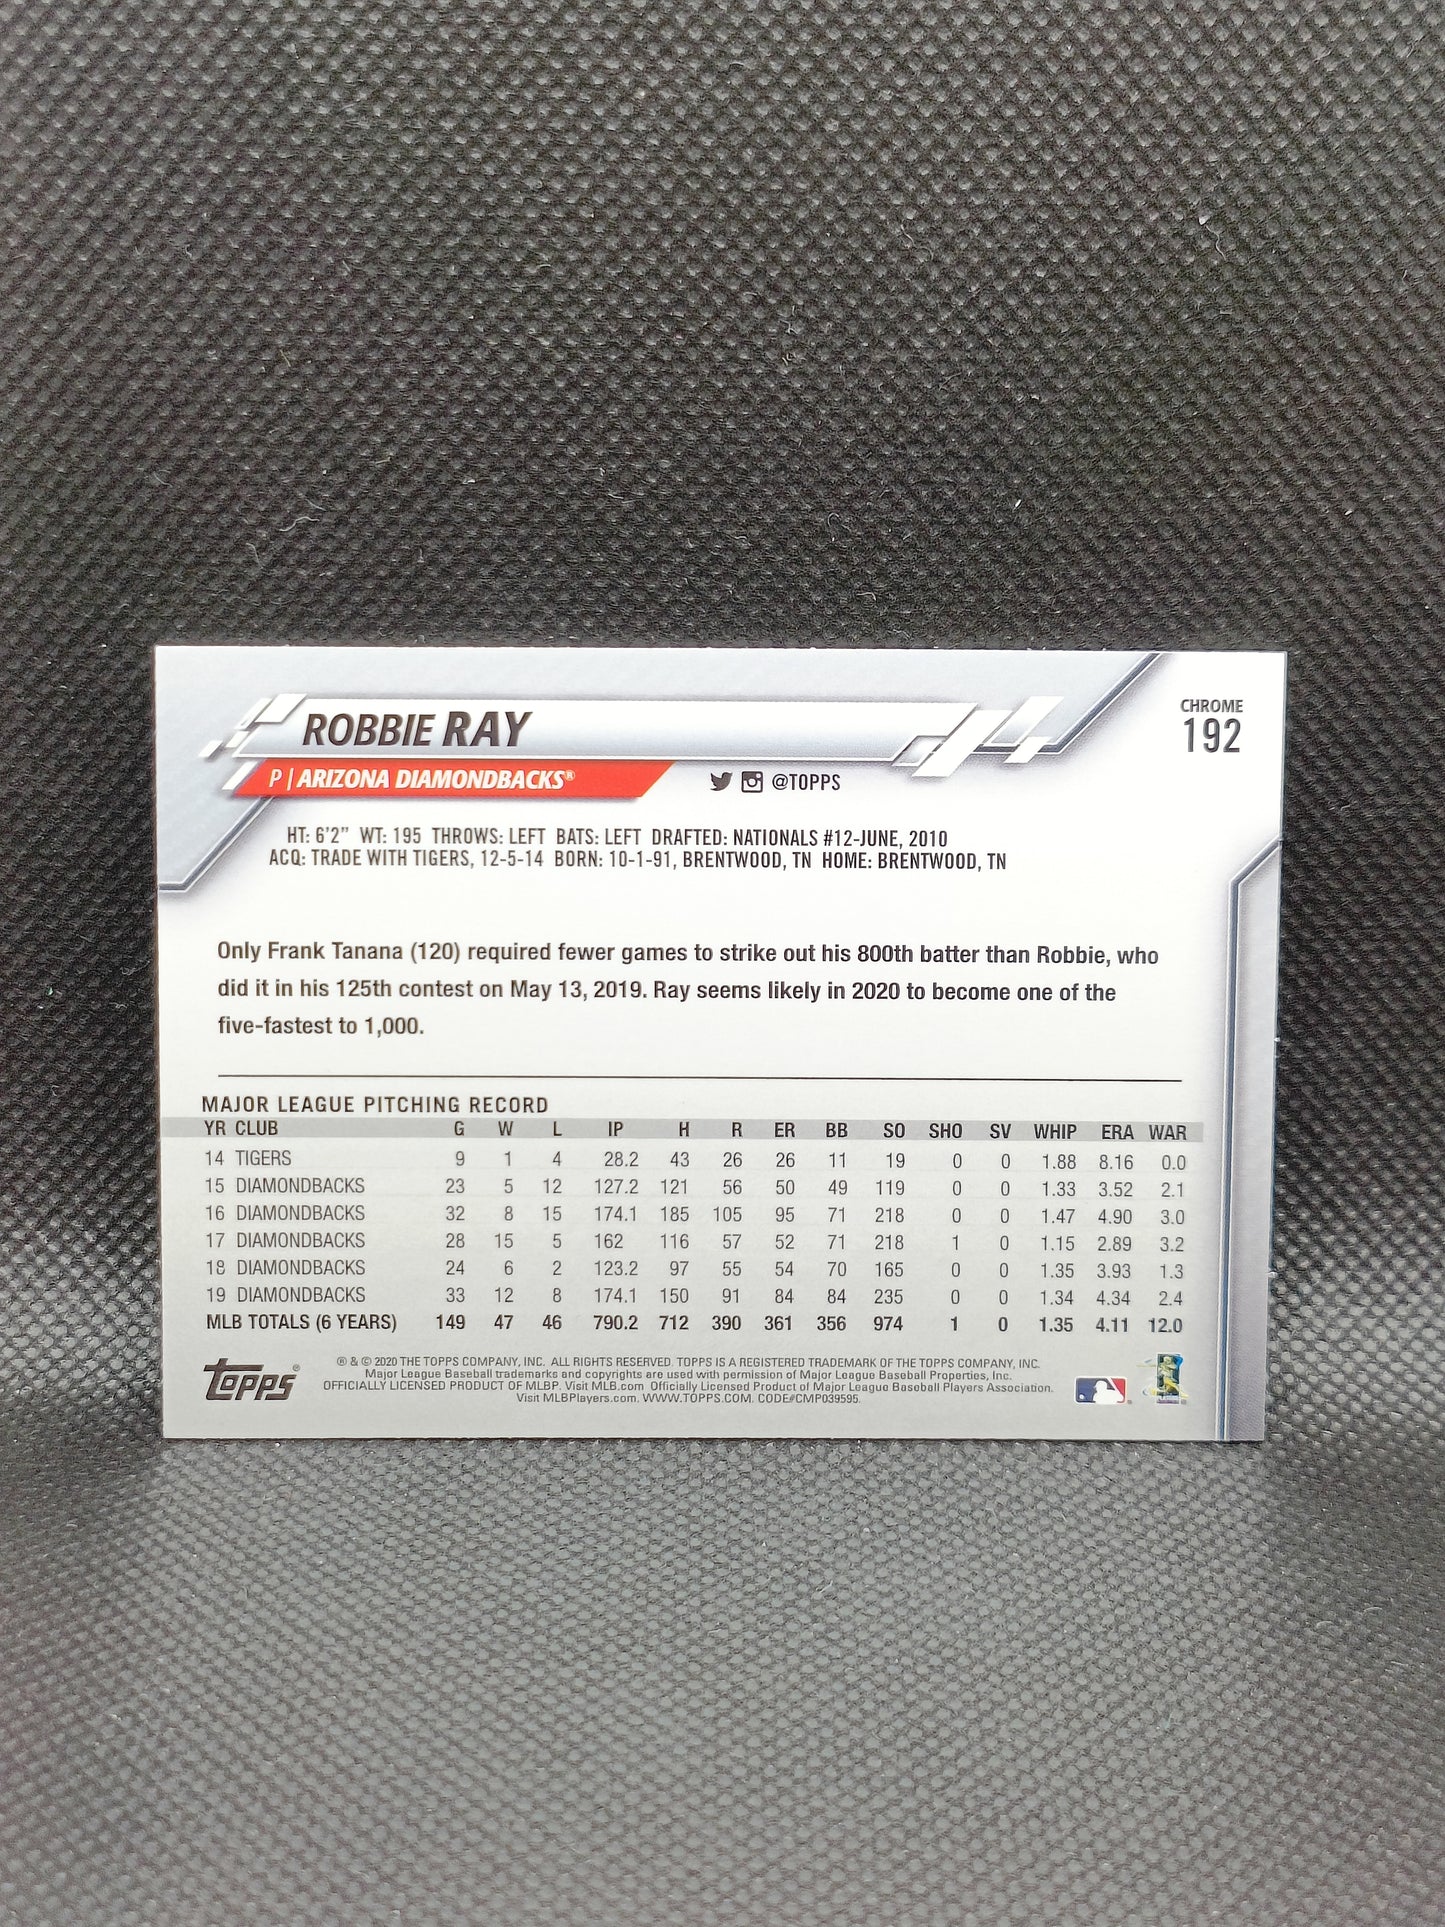 CHROME
192
ROBBIE RAY
P | ARIZONA DIAMONDBACKS®
@TOPPS
HT: 6'2" WT: 195 THROWS: LEFT BATS: LEFT DRAFTED: NATIONALS #12-JUNE, 2010
ACQ: TRADE WITH TIGERS, 12-5-14 BORN: 10-1-91, BRENTWOOD, TN HOME: BRENTWOOD, TN
Only Frank Tanana (120) required fewer games to strike out his 800th batter than Robbie, who
did it in his 125th contest on May 13, 2019. Ray seems likely in 2020 to become one of the
five-fastest to 1,000.
MAJOR LEAGUE PITCHING RECORD
YR CLUB G W L IP H R ER BB SO SHO SV WHIP ERA WAR
14 TIGERS 9 1 4 28.2 43 26 26 11 19 0 0 1.88 8.16 0.0
15 DIAMONDBACKS 23 5 12 127.2 121 56 50 49 119 0 0 1.33 3.52 2.1
16 DIAMONDBACKS 32 8 15 174.1 185 105 95 71 218 0 0 1.47 4.90 3.0
17 DIAMONDBACKS 28 15 5 162 116 57 52 71 218 1 0 1.15 2.89 3.2
18 DIAMONDBACKS 24 6 2 123.2 97 55 54 70 165 0 0 1.35 3.93 1.3
19 DIAMONDBACKS 33 12 8 174.1 150 91 84 84 235 0 0 1.34 4.34 2.4
MLB TOTALS (6 YEARS) 149 47 46 790.2 712 390 361 356 974 1 0 1.35 4.11 12.0
topps®
® & © 2020 THE TOPPS COMPANY, INC. ALL RIGHTS RESERVED. TOPPS IS A REGISTERED TRADEMARK OF THE TOPPS COMPANY, INC.
Major League Baseball trademarks and copyrights are used with permission of Major League Baseball Properties, Inc.
OFFICIALLY LICENSED PRODUCT OF MLBP. Visit MLB.com Officially Licensed Product of Major League Baseball Players Association.
Visit MLBPlayers.com. WWW.TOPPS.COM. CODE#CMP039595.